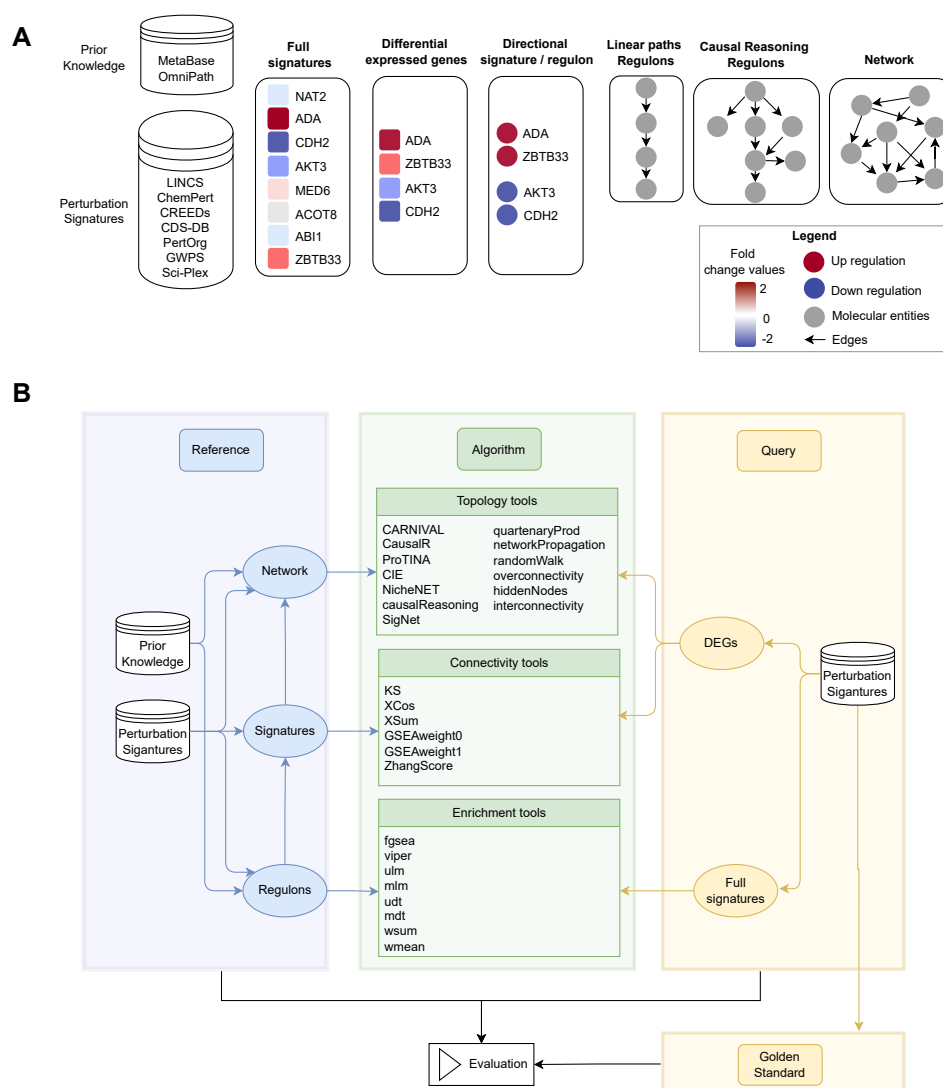 A
Prior
Knowledge
MetaBase
OmniPath
Perturbation
Signatures
LINCS
ChemPert
CREEDs
CDS-DB
PertOrg
GWPS
Sci-Plex
Full
signatures
NAT2
ADA
CDH2
AKT3
MED6
ACOT8
ABI1
ZBTB33
Differential
expressed genes
ADA
ZBTB33
AKT3
CDH2
Directional
signature / regulon
ADA
ZBTB33
AKT3
CDH2
Linear paths
Regulons
Causal Reasoning
Regulons
Network
Legend
Fold
change values
2
0
-2
Up regulation
Down regulation
Molecular entities
Edges
B
Reference
Network
Prior
Knowledge
Perturbation
Sigantures
Signatures
Regulons
Algorithm
Topology tools
CARNIVAL
CausalR
ProTINA
CIE
NicheNET
causalReasoning
SigNet
quartenaryProd
networkPropagation
randomWalk
overconnectivity
hiddenNodes
interconnectivity
Connectivity tools
KS
XCos
XSum
GSEAweight0
GSEAweight1
ZhangScore
Enrichment tools
fgsea
viper
ulm
mlm
udt
mdt
wsum
wmean
Query
DEGs
Perturbation
Sigantures
Full
signatures
Evaluation
Golden
Standard